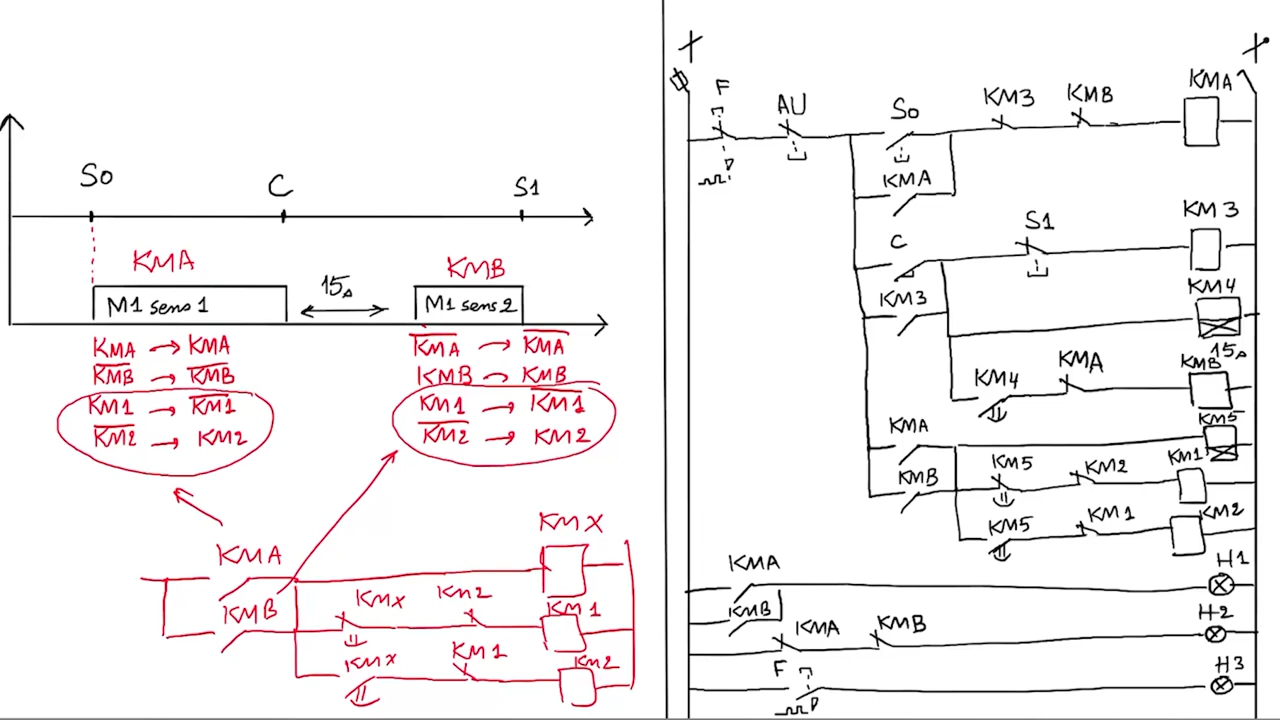 S0 C S1
KMA KMB
M1 sens 1 15s M1 sens 2
KMA → KMA KMA → KMA
KMB → KMB KMB → KMB
KM1 → KM1 KM1 → KM1
KM2 → KM2 KM2 → KM2
KMX
KMA
KMB KMX KM2 KM1
KMX KM1 KM2
F AU S0 KM3 KMB KMA
KMA
C S1 KM3
KM3 KM4
15s
KM4 KMA KMB
KMA KM5
KMB KM5 KM2 KM1
KM5 KM1 KM2
KMA H1
KMB KMA KMB H2
F H3